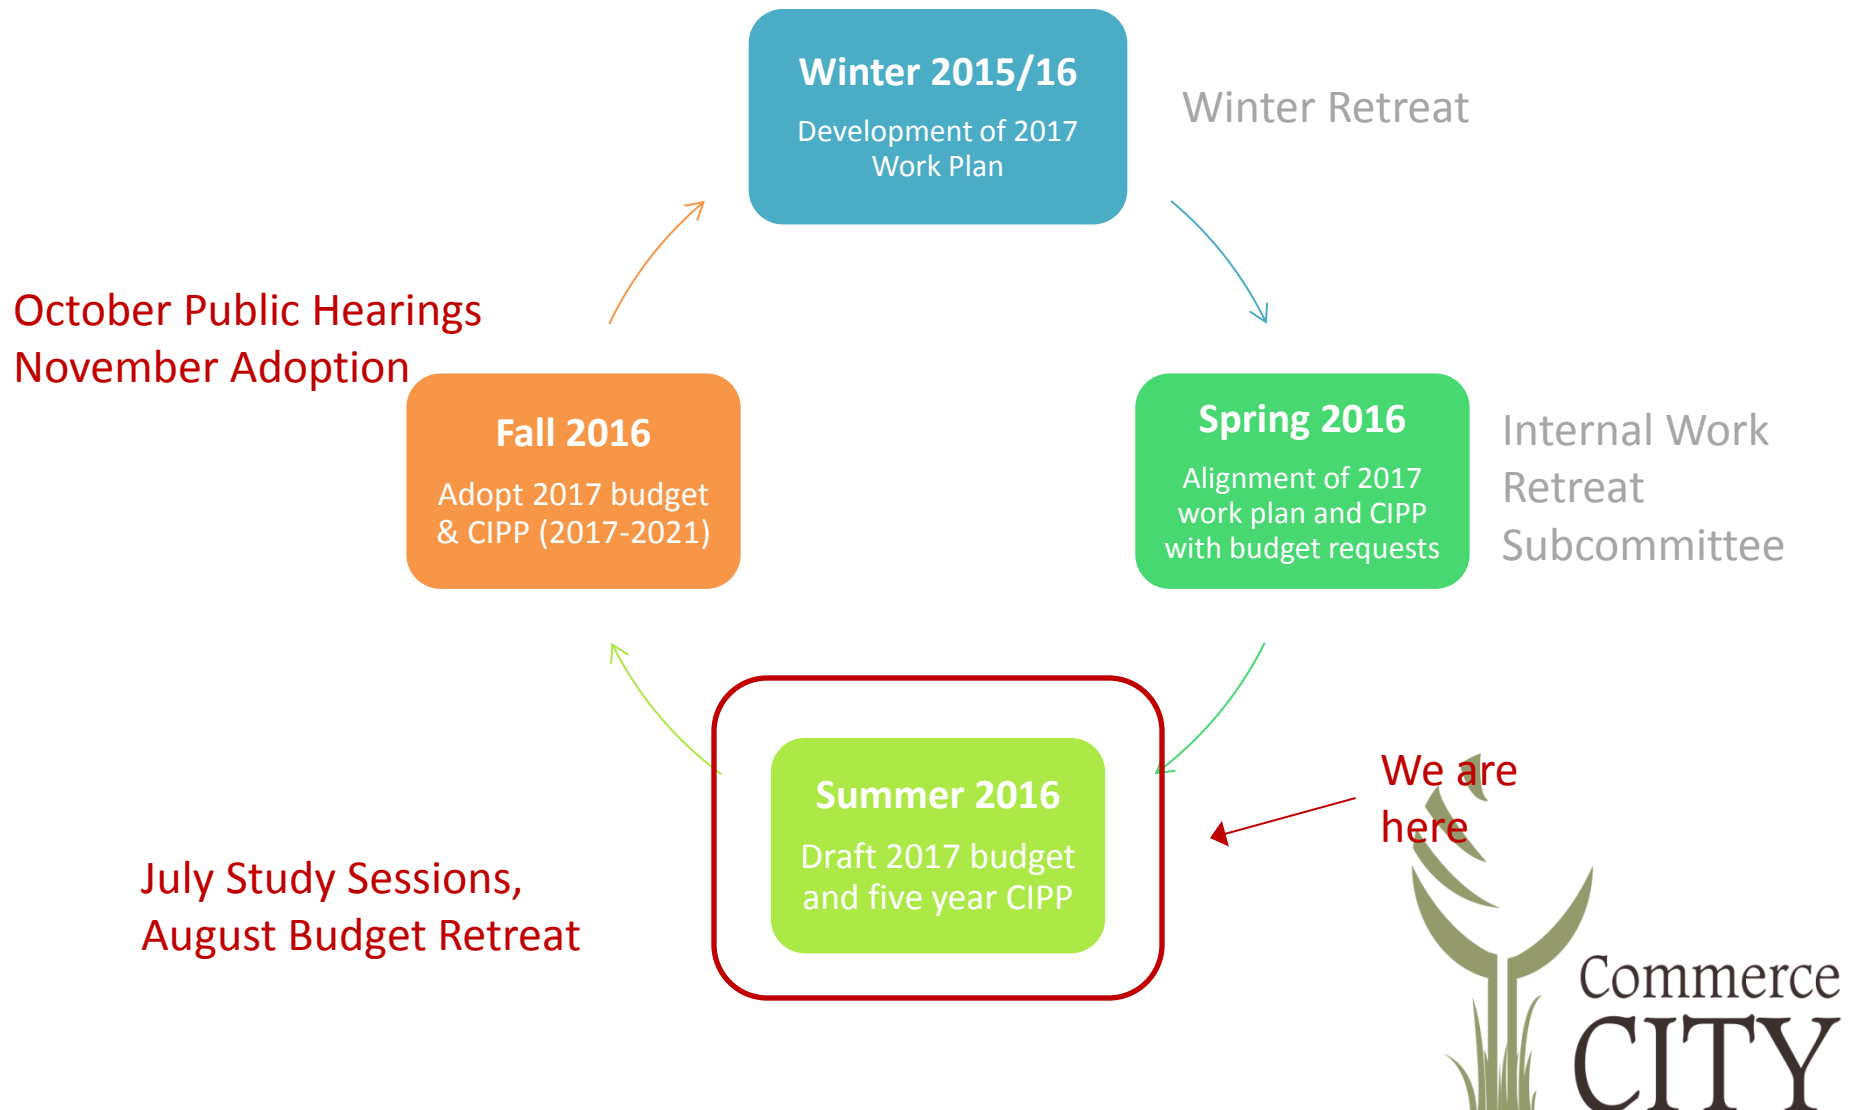 Winter 2015/16
Development of 2017
Work Plan
Winter Retreat
October Public Hearings
November Adoption
Fall 2016
Adopt 2017 budget
& CIPP (2017-2021)
Spring 2016
Alignment of 2017
work plan and CIPP
with budget requests
Internal Work
Retreat
Subcommittee
Summer 2016
Draft 2017 budget
and five year CIPP
We are
here
July Study Sessions,
August Budget Retreat
Commerce
CITY